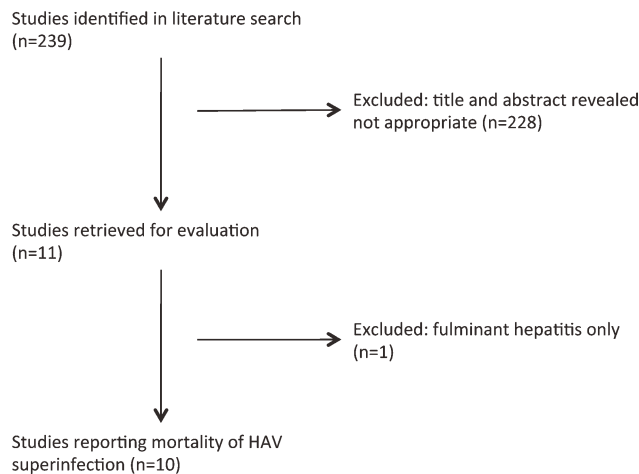 Studies identified in literature search
(n=239)
Excluded: title and abstract revealed
not appropriate (n=228)
Studies retrieved for evaluation
(n=11)
Excluded: fulminant hepatitis only
(n=1)
Studies reporting mortality of HAV
superinfection (n=10)